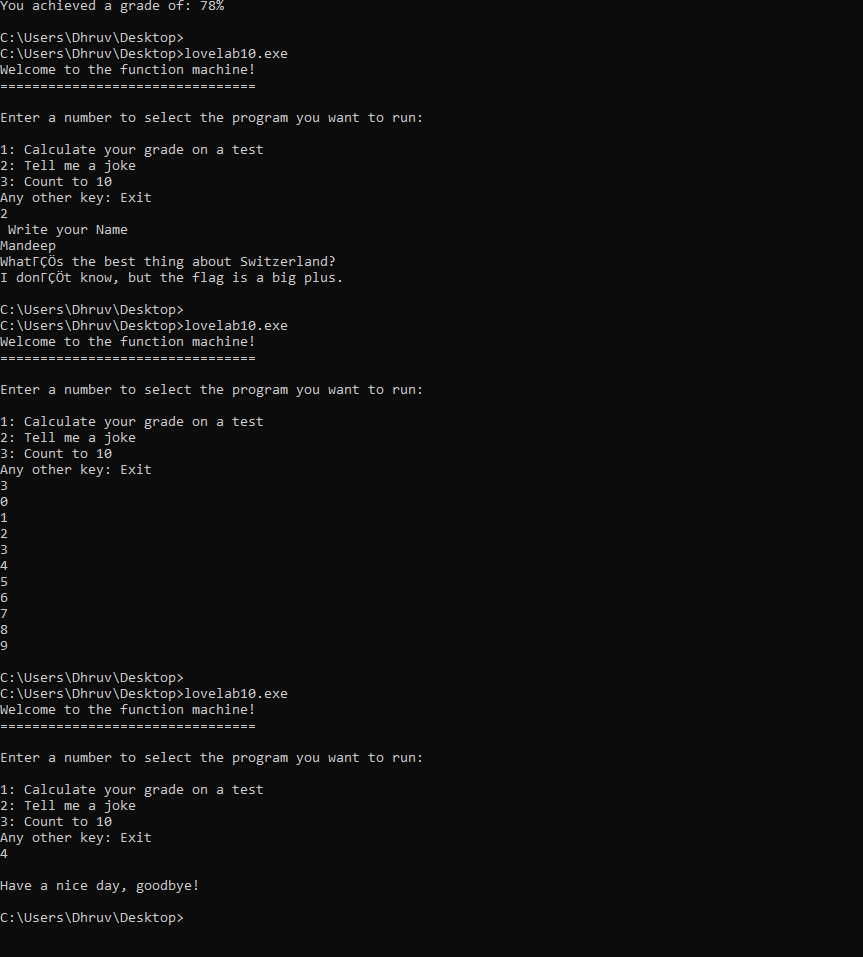 You achieved a grade of: 78%
C:\Users\Dhruv\Desktop>
C:\Users\Dhruv\Desktop>lovelab10.exe
Welcome to the function machine!
================================
Enter a number to select the program you want to run:
1: Calculate your grade on a test
2: Tell me a joke
3: Count to 10
Any other key: Exit
2
 Write your Name
Mandeep
WhatΓÇÖs the best thing about Switzerland?
I donΓÇÖt know, but the flag is a big plus.
C:\Users\Dhruv\Desktop>
C:\Users\Dhruv\Desktop>lovelab10.exe
Welcome to the function machine!
================================
Enter a number to select the program you want to run:
1: Calculate your grade on a test
2: Tell me a joke
3: Count to 10
Any other key: Exit
3
0
1
2
3
4
5
6
7
8
9
C:\Users\Dhruv\Desktop>
C:\Users\Dhruv\Desktop>lovelab10.exe
Welcome to the function machine!
================================
Enter a number to select the program you want to run:
1: Calculate your grade on a test
2: Tell me a joke
3: Count to 10
Any other key: Exit
4
Have a nice day, goodbye!
C:\Users\Dhruv\Desktop>